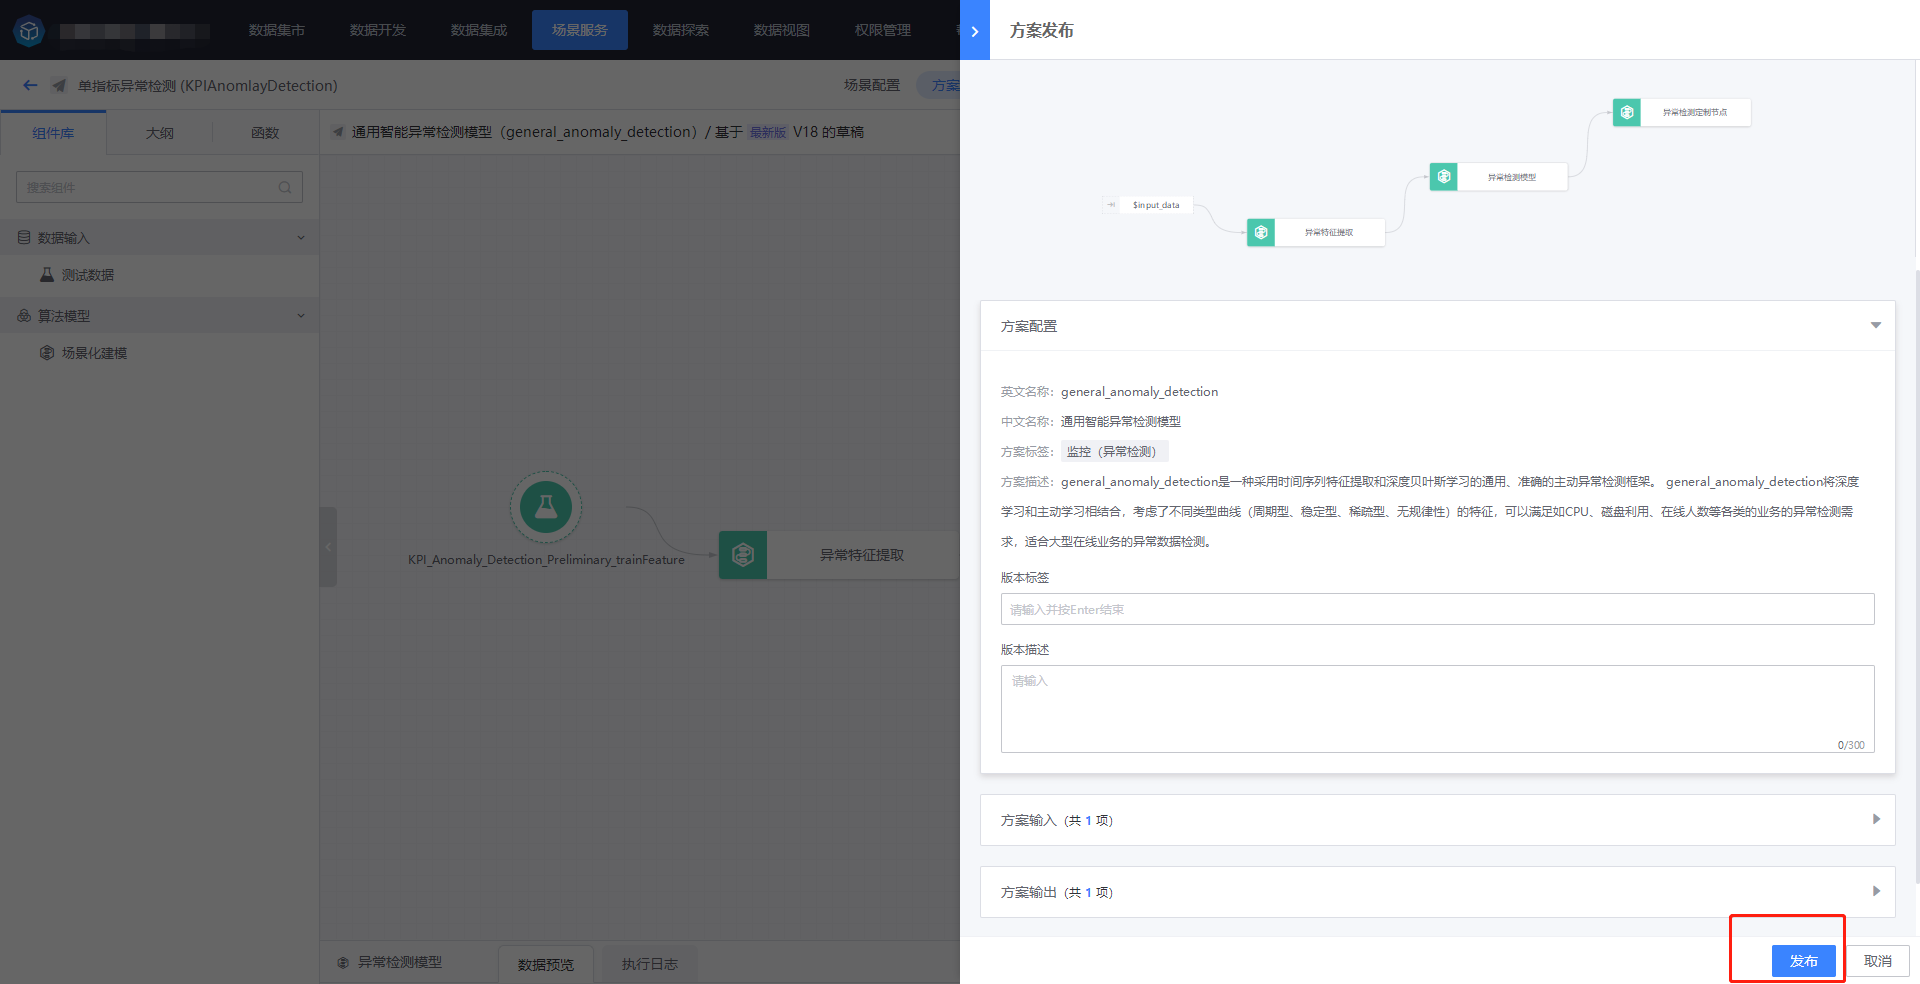 数据集市
数据开发
数据集成
场景服务
数据探索
数据视图
权限管理
方案发布
单指标异常检测 (KPIAnomlayDetection)
场景配置
方案
组件库
大纲
函数
通用智能异常检测模型（general_anomaly_detection）/ 基于 最新版 V18 的草稿
搜索组件
数据输入
测试数据
算法模型
场景化建模
KPI_Anomaly_Detection_Preliminary_trainFeature
异常特征提取
异常检测模型
数据预览
执行日志
$input_data
异常特征提取
异常检测模型
异常检测定制节点
方案配置
英文名称：general_anomaly_detection
中文名称：通用智能异常检测模型
方案标签：监控（异常检测）
方案描述：general_anomaly_detection是一种采用时间序列特征提取和深度贝叶斯学习的通用、准确的主动异常检测框架。 general_anomaly_detection将深度
学习和主动学习相结合，考虑了不同类型曲线（周期型、稳定型、稀疏型、无规律性）的特征，可以满足如CPU、磁盘利用、在线人数等各类的业务的异常检测需
求，适合大型在线业务的异常数据检测。
版本标签
请输入并按Enter结束
版本描述
请输入
0/300
方案输入（共 1 项）
方案输出（共 1 项）
发布
取消